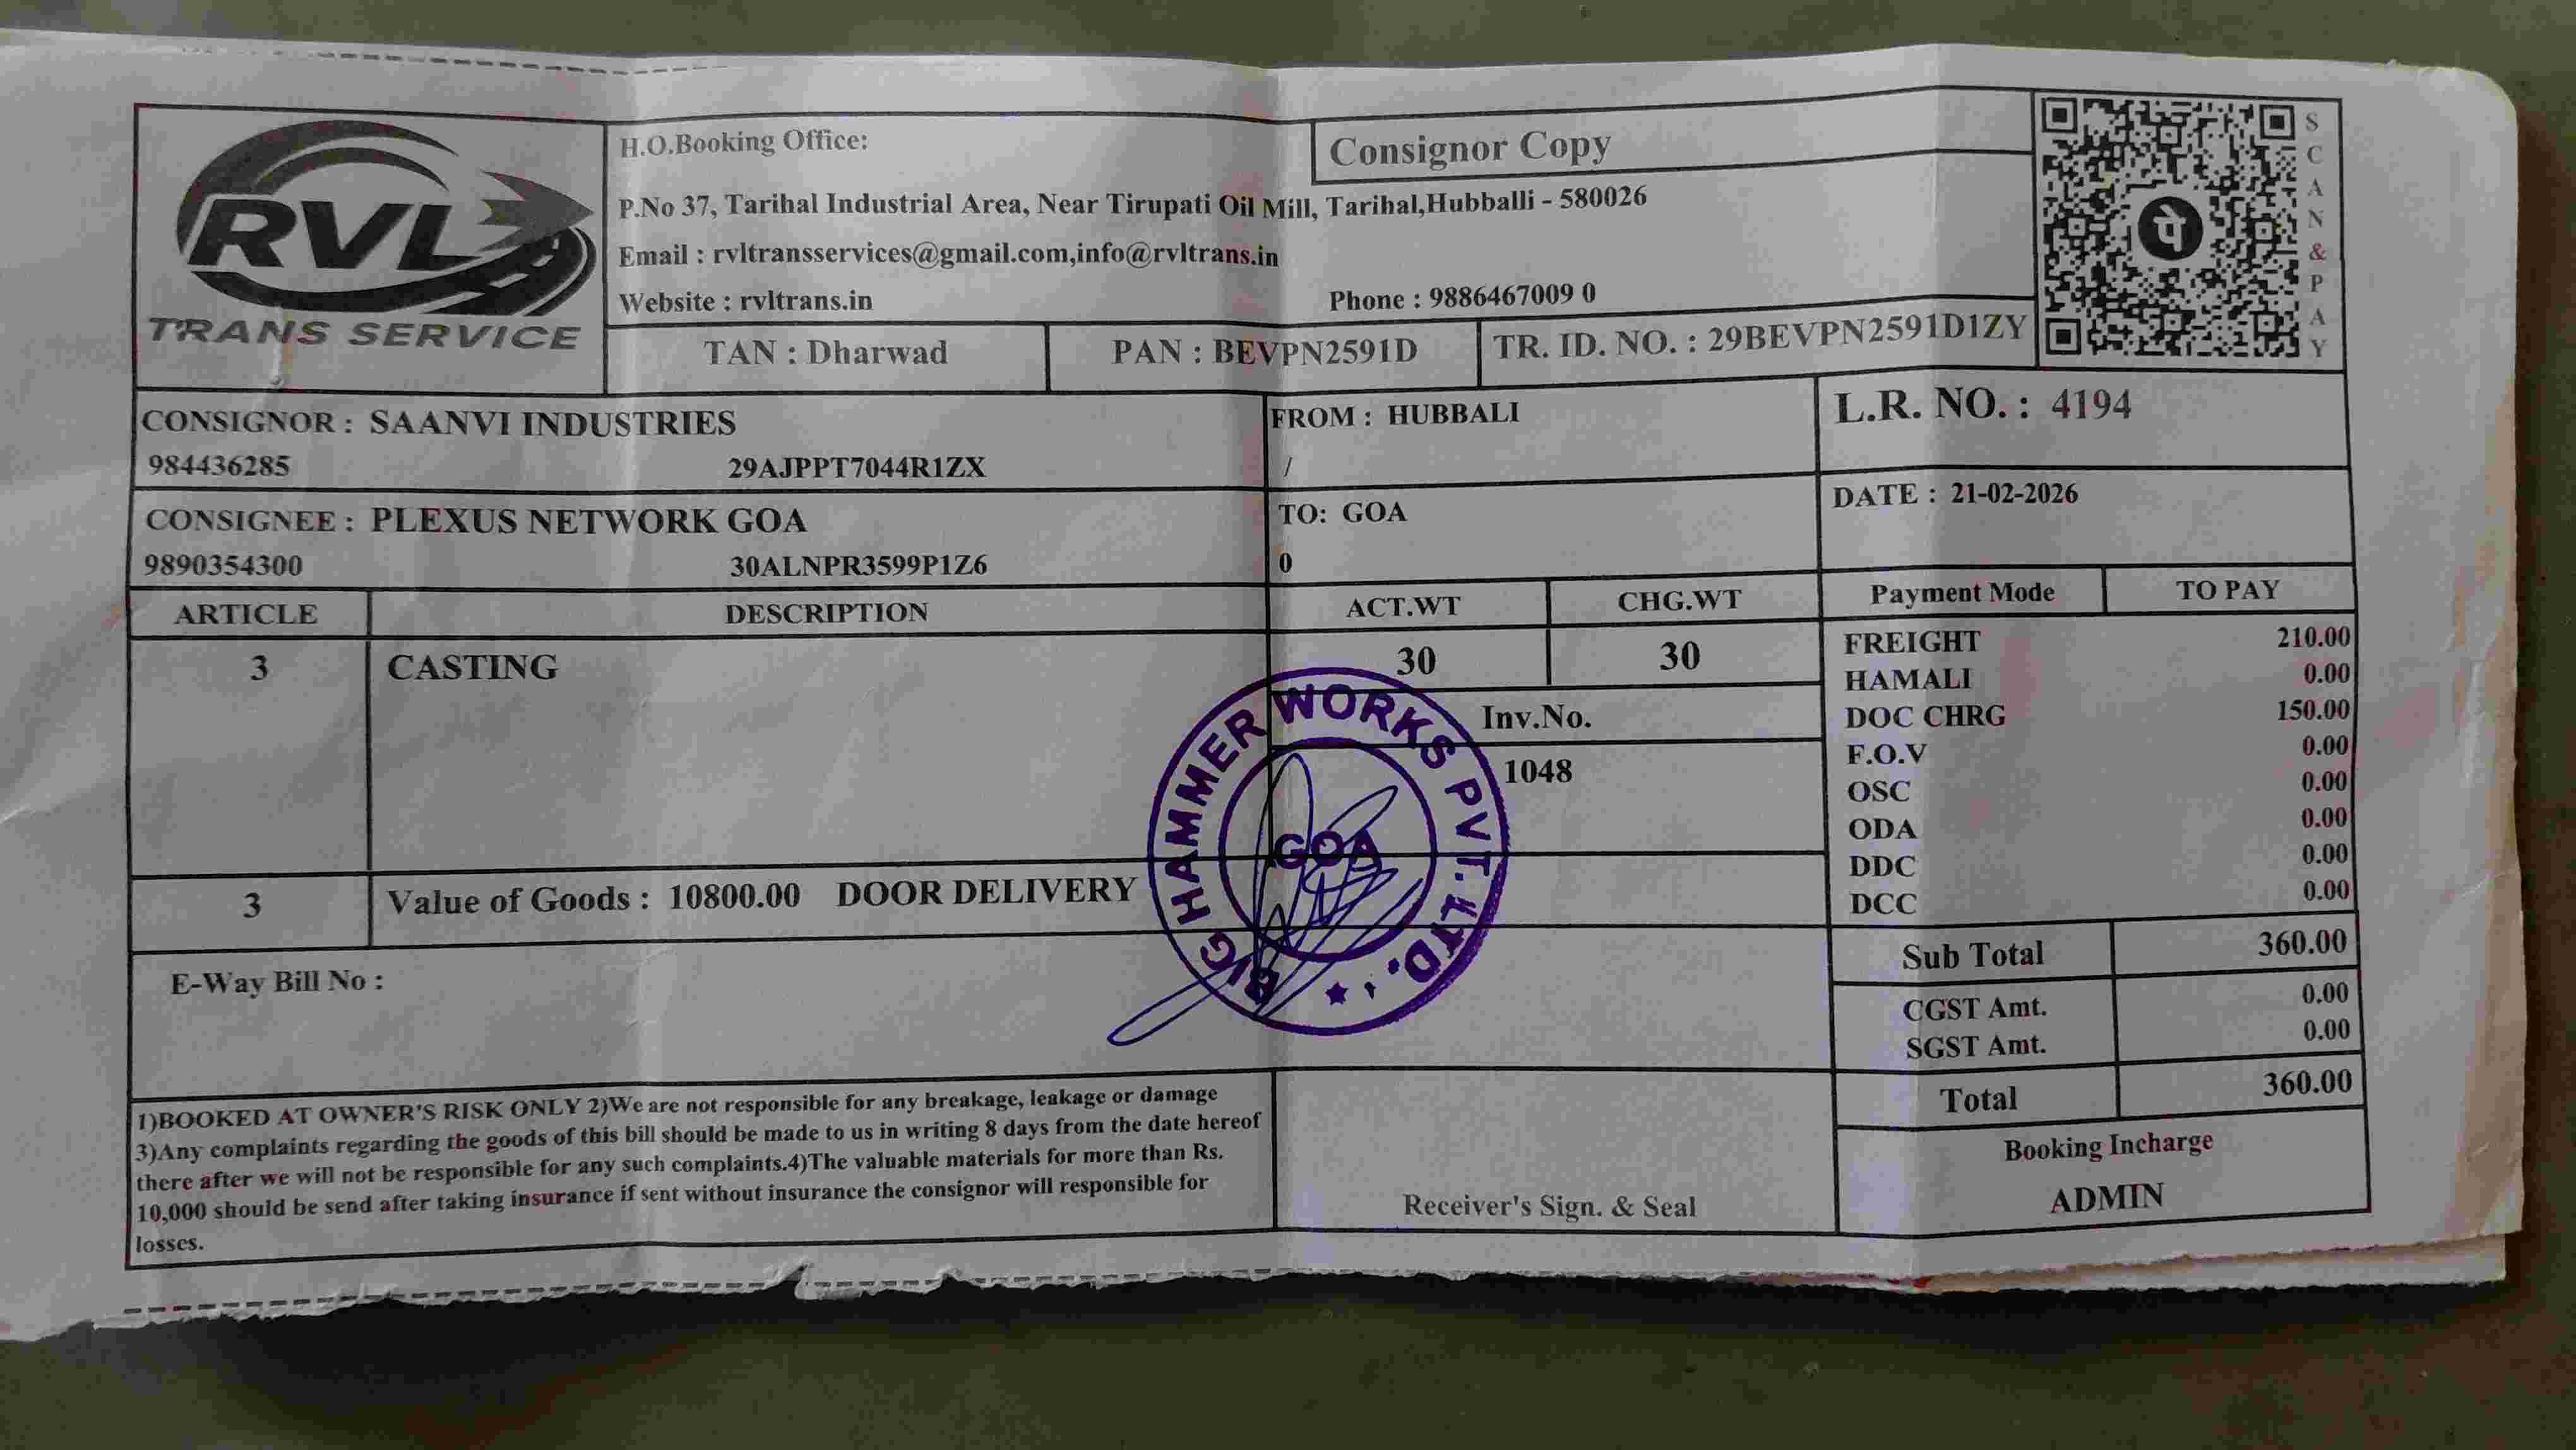 RVL
TRANS SERVICE
H.O.Booking Office:
Consignor Copy
P.No 37, Tarihal Industrial Area, Near Tirupati Oil Mill, Tarihal,Hubballi - 580026
Email : rvltransservices@gmail.com,info@rvltrans.in
Website : rvltrans.in Phone : 9886467009 0
SCAN & PAY
पे
TAN : Dharwad PAN : BEVPN2591D TR. ID. NO. : 29BEVPN2591D1ZY
CONSIGNOR : SAANVI INDUSTRIES
984436285 29AJPPT7044R1ZX
FROM : HUBBALI
/
L.R. NO. : 4194
CONSIGNEE : PLEXUS NETWORK GOA
9890354300 30ALNPR3599P1Z6
TO: GOA
0
DATE : 21-02-2026
ARTICLE DESCRIPTION ACT.WT CHG.WT Payment Mode TO PAY
3 CASTING 30 30
Inv.No.
1048
FREIGHT 210.00
HAMALI 0.00
DOC CHRG 150.00
F.O.V 0.00
OSC 0.00
ODA 0.00
DDC 0.00
DCC 0.00
3 Value of Goods : 10800.00 DOOR DELIVERY
BIG HAMMER WORKS PVT. LTD.
GOA
Sub Total 360.00
E-Way Bill No :
CGST Amt. 0.00
SGST Amt. 0.00
Total 360.00
1)BOOKED AT OWNER'S RISK ONLY 2)We are not responsible for any breakage, leakage or damage
3)Any complaints regarding the goods of this bill should be made to us in writing 8 days from the date hereof
there after we will not be responsible for any such complaints.4)The valuable materials for more than Rs.
10,000 should be send after taking insurance if sent without insurance the consignor will responsible for
losses.
Receiver's Sign. & Seal
Booking Incharge
ADMIN